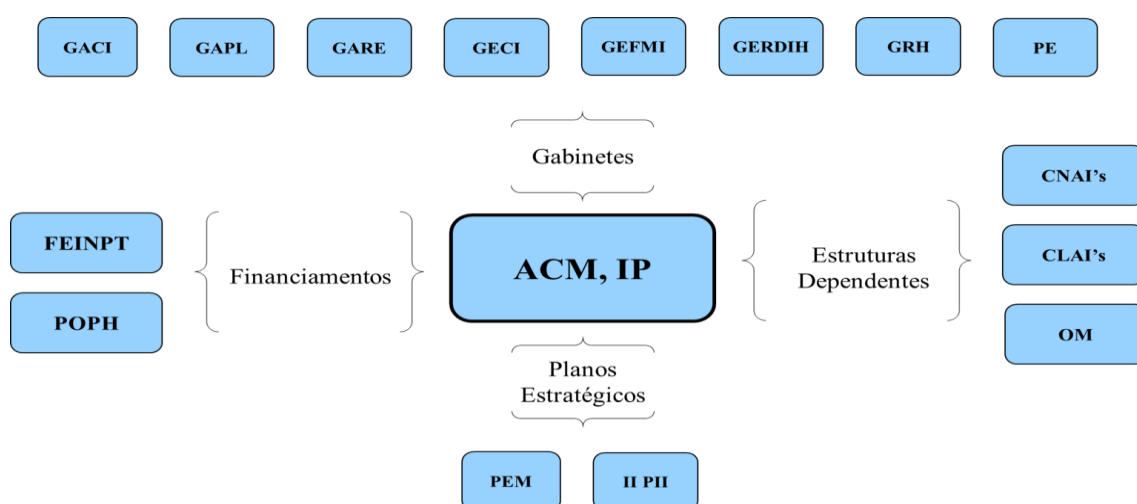 GACI
GAPL
GARE
GECI
GEFMI
GERDIH
GRH
PE
Gabinetes
CNAI's
FEINPT
Financiamentos
ACM, IP
Estruturas
Dependentes
CLAI's
POPH
OM
Planos
Estratégicos
PEM
II PII